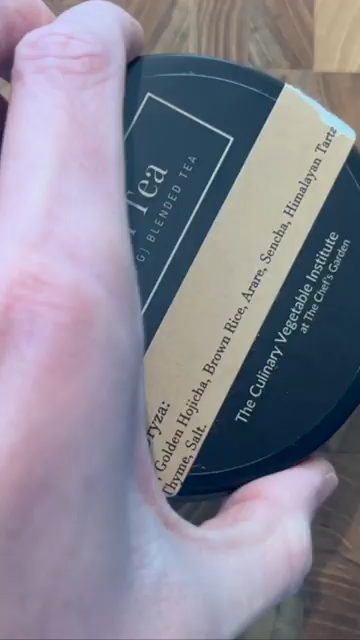 Tea
G) BLENDED TEA
ryza:
Golden Hojicha, Brown Rice, Arare, Sencha, Himalayan Tarta
Thyme, Salt.
The Culinary Vegetable Institute
at The Chef's Garden